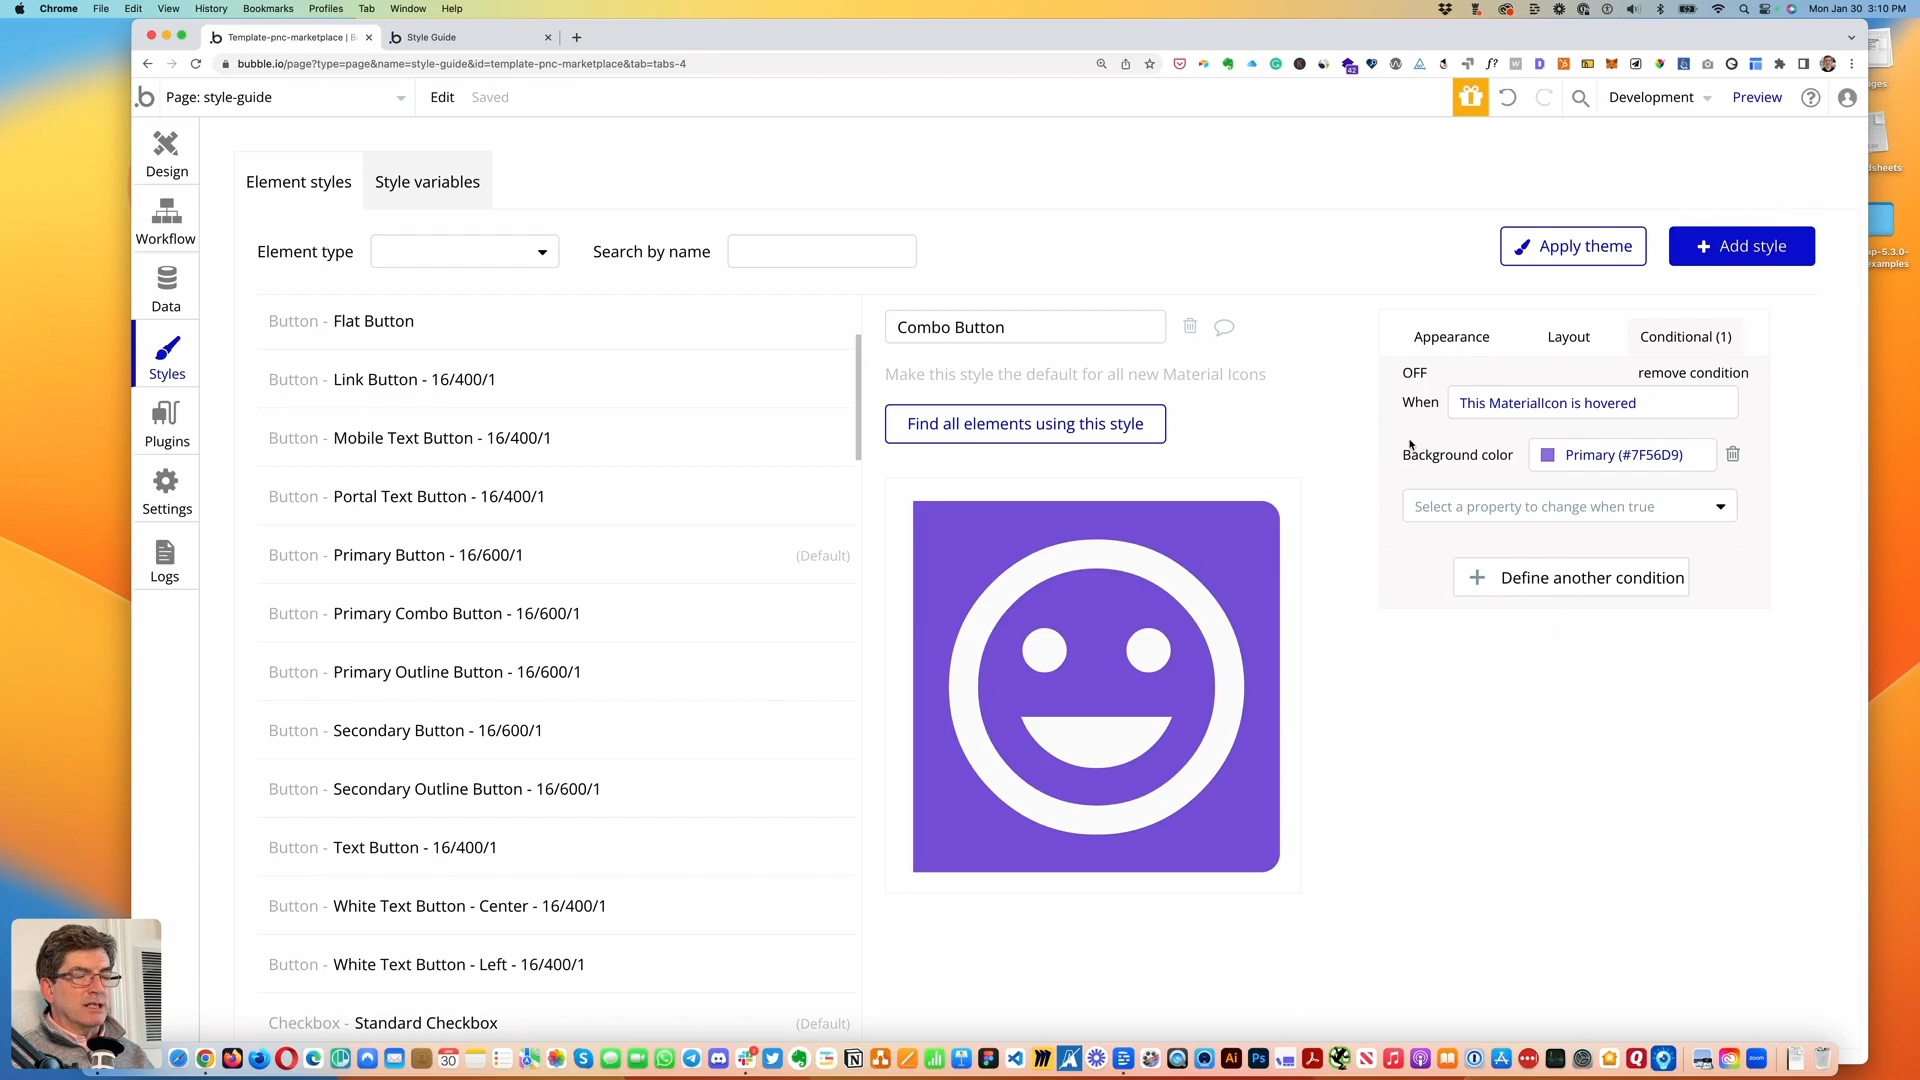 Chrome File Edit View History Bookmarks Profiles Tab Window Help
Mon Jan 30 3:10 PM
Template-pnc-marketplace | B
Style Guide
bubble.io/page?type=page&name=style-guide&id=template-pnc-marketplace&tab=tabs-4
Page: style-guide
Edit
Saved
Development
Preview
Design
Workflow
Data
Styles
Plugins
Settings
Logs
Element styles
Style variables
Element type
Search by name
Apply theme
+ Add style
Button - Flat Button
Button - Link Button - 16/400/1
Button - Mobile Text Button - 16/400/1
Button - Portal Text Button - 16/400/1
Button - Primary Button - 16/600/1 (Default)
Button - Primary Combo Button - 16/600/1
Button - Primary Outline Button - 16/600/1
Button - Secondary Button - 16/600/1
Button - Secondary Outline Button - 16/600/1
Button - Text Button - 16/400/1
Button - White Text Button - Center - 16/400/1
Button - White Text Button - Left - 16/400/1
Checkbox - Standard Checkbox (Default)
Combo Button
Make this style the default for all new Material Icons
Find all elements using this style
Appearance
Layout
Conditional (1)
OFF
remove condition
When
This MaterialIcon is hovered
Background color
Primary (#7F56D9)
Select a property to change when true
+ Define another condition